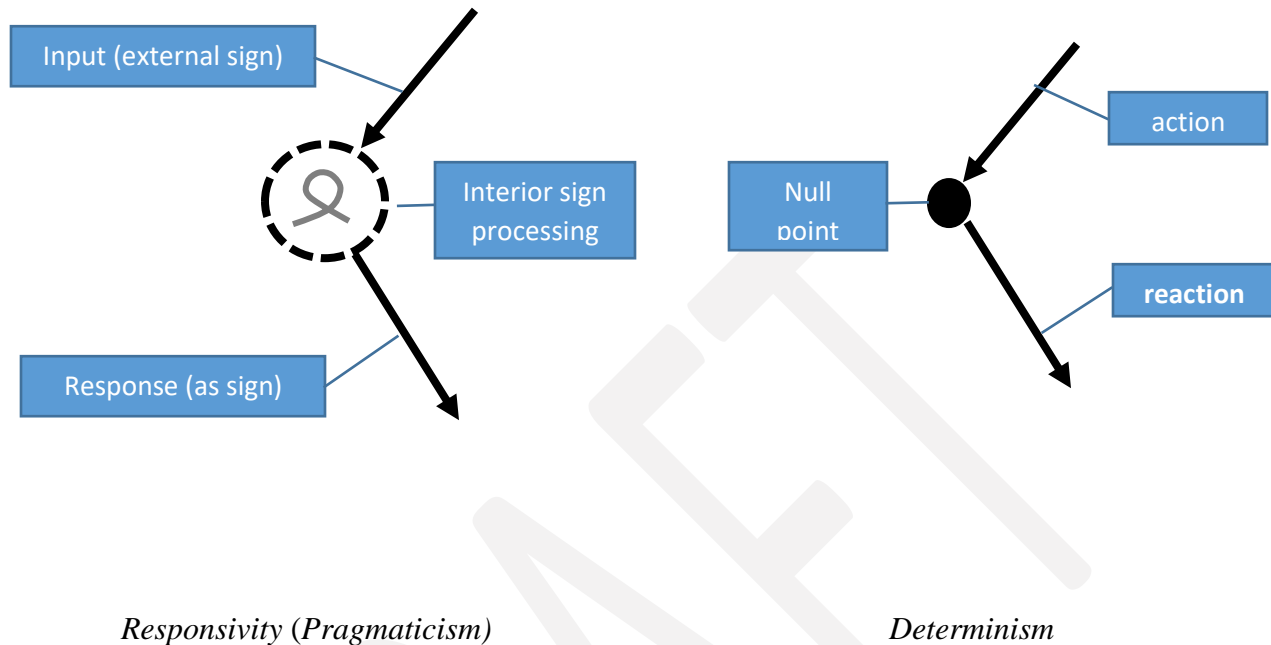 Input (external sign)
action
Interior sign
processing
Null
point
reaction
Response (as sign)
Responsivity (Pragmaticism)
Determinism